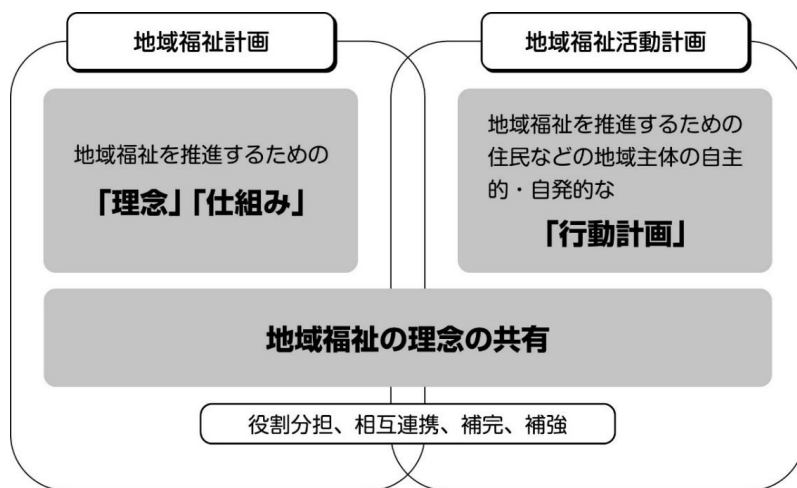 地域福祉計画
地域福祉活動計画
地域福祉を推進するための
「理念」「仕組み」
地域福祉を推進するための
住民などの地域主体の自主
的・自発的な
「行動計画」
地域福祉の理念の共有
役割分担、相互連携、補完、補強